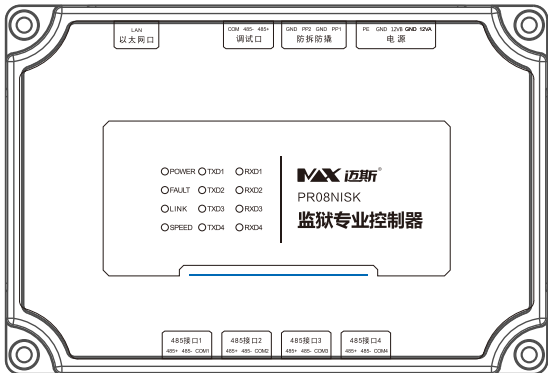 LAN
以太网口
COM 485- 485+
调试口
GND PP2 GND PP1
防拆防撬
PE GND 12VB GND 12VA
电源
POWER TXD1 RXD1
FAULT TXD2 RXD2
LINK TXD3 RXD3
SPEED TXD4 RXD4
MAX 迈斯®
PR08NISK
监狱专业控制器
485接口1
485+ 485- COM1
485接口2
485+ 485- COM2
485接口3
485+ 485- COM3
485接口4
485+ 485- COM4